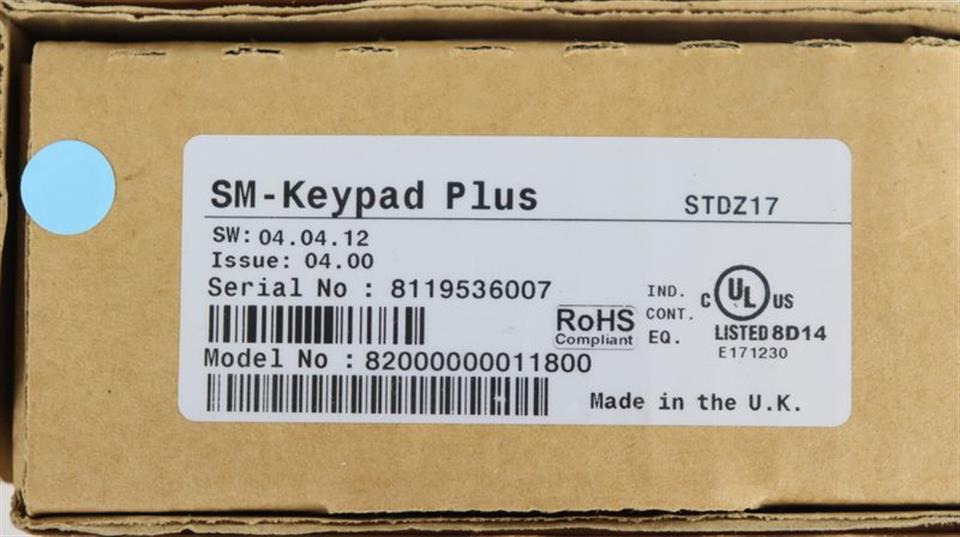 SM-Keypad Plus STDZ17
SW: 04.04.12
Issue: 04.00
Serial No : 8119536007
RoHS
Compliant
IND.
CONT.
EQ.
C UL US
LISTED 8D14
E171230
Model No : 82000000011800
Made in the U.K.